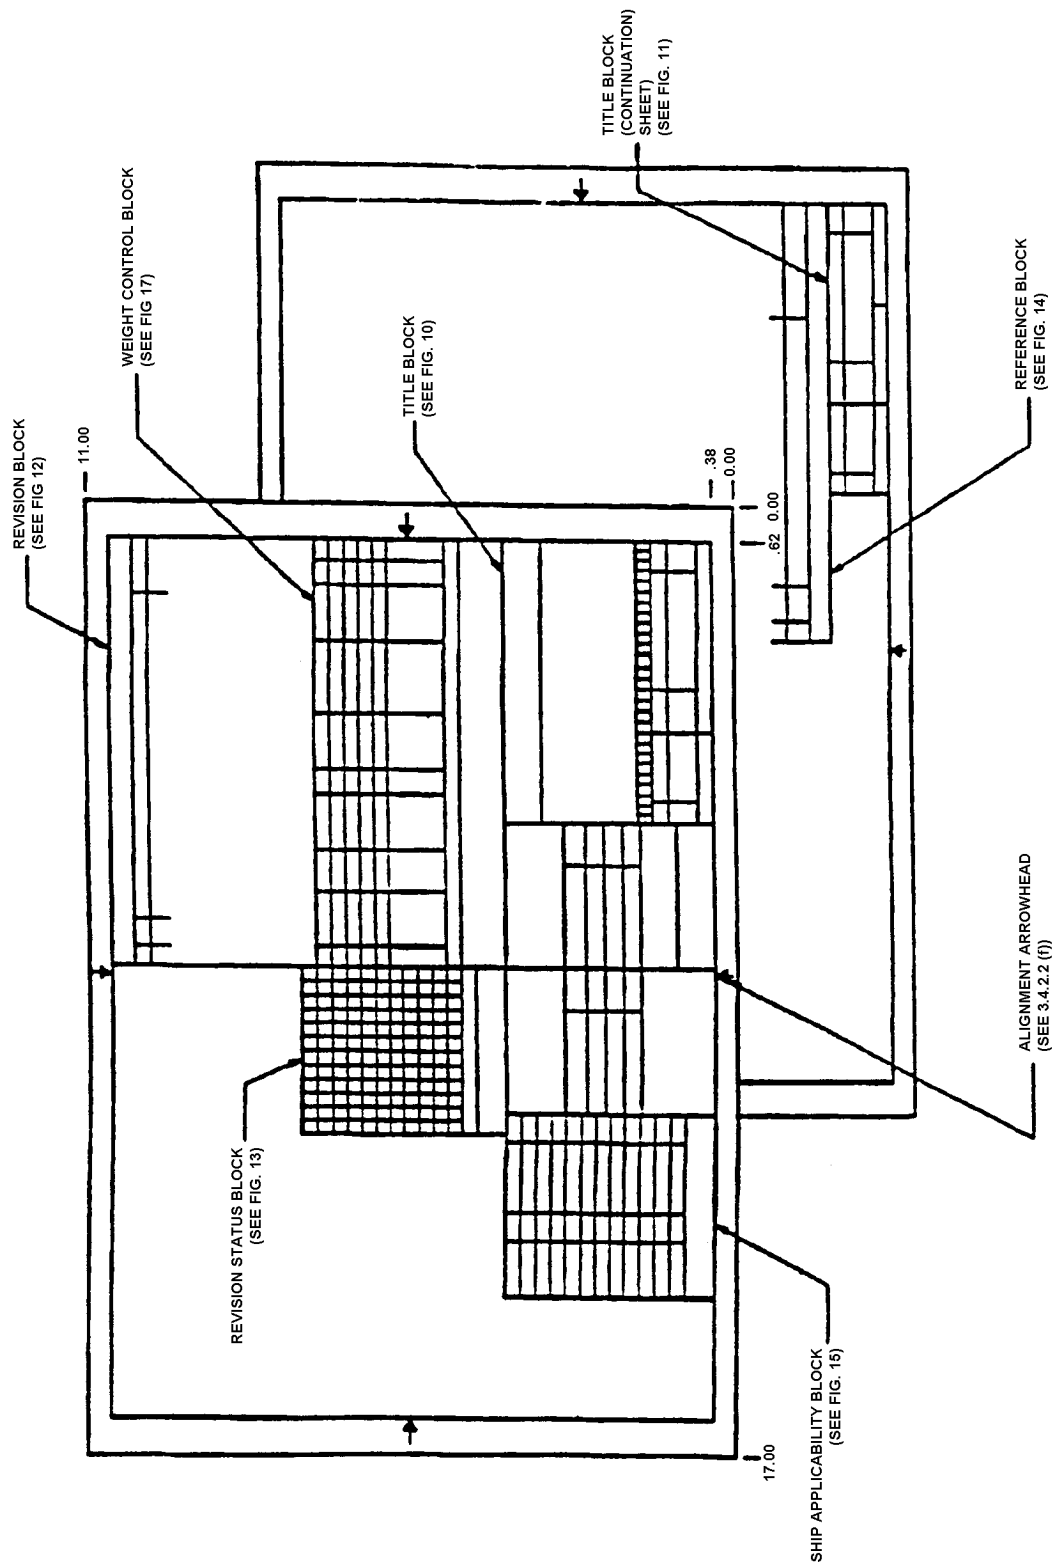 REVISION BLOCK
(SEE FIG 12)
11.00
WEIGHT CONTROL BLOCK
(SEE FIG 17)
TITLE BLOCK
(SEE FIG. 10)
TITLE BLOCK
(CONTINUATION
SHEET)
(SEE FIG. 11)
REVISION STATUS BLOCK
(SEE FIG. 13)
.38
0.00
0.00
.62
17.00
SHIP APPLICABILITY BLOCK
(SEE FIG. 15)
ALIGNMENT ARROWHEAD
(SEE 3.4.2.2 (f))
REFERENCE BLOCK
(SEE FIG. 14)